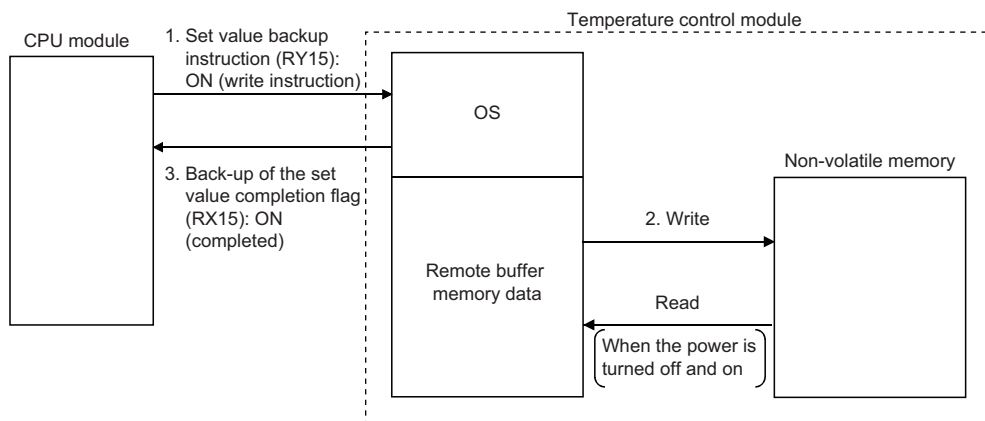 Temperature control module
CPU module
1. Set value backup
instruction (RY15):
ON (write instruction)
OS
3. Back-up of the set
value completion flag
(RX15): ON
(completed)
Non-volatile memory
2. Write
Remote buffer
memory data
Read
When the power is
turned off and on